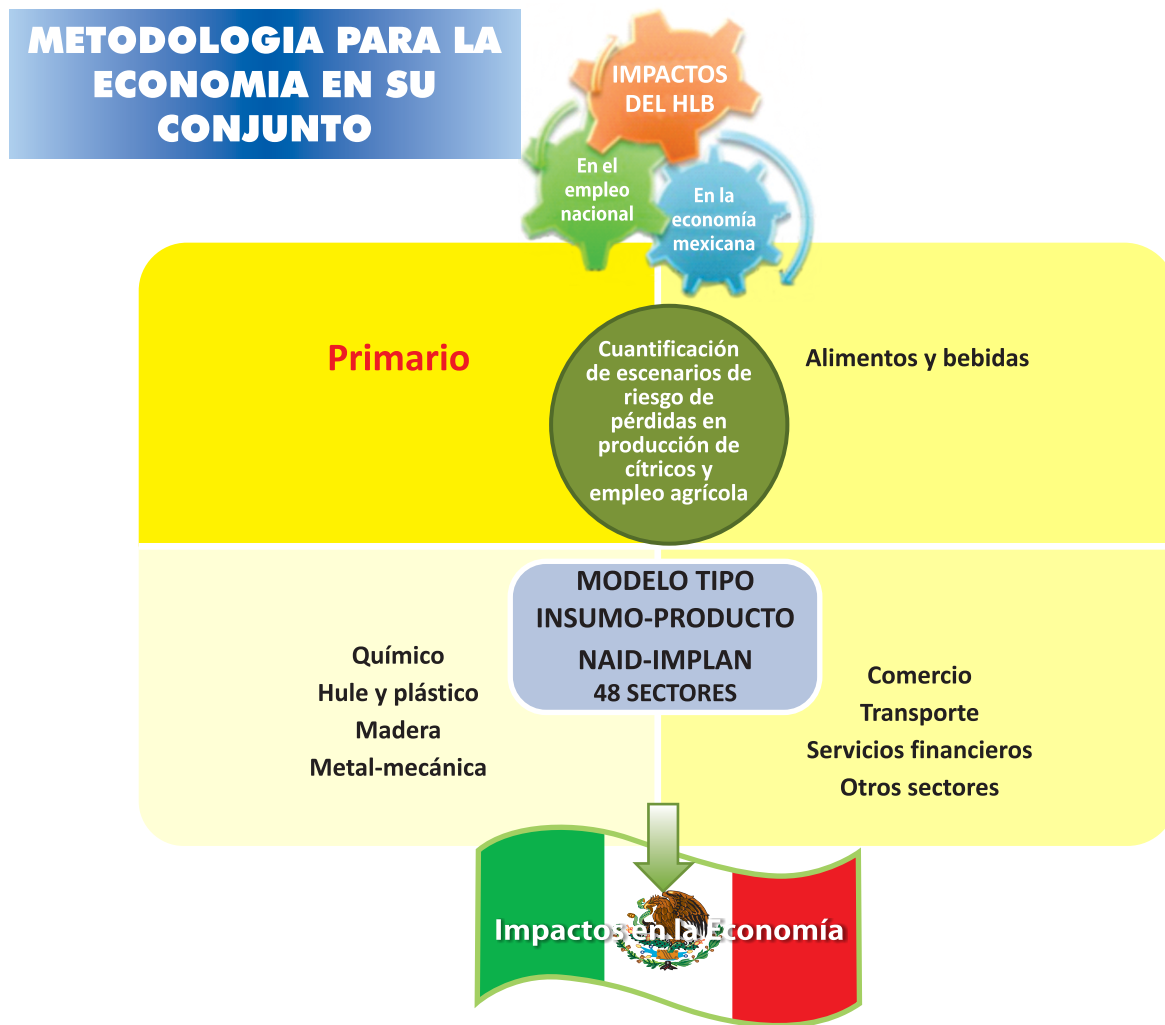 METODOLOGIA PARA LA
ECONOMIA EN SU
CONJUNTO
IMPACTOS
DEL HLB
En el
empleo
nacional
En la
economía
mexicana
Primario
Cuantificación
de escenarios de
riesgo de
pérdidas en
producción de
cítricos y
empleo agrícola
Alimentos y bebidas
MODELO TIPO
INSUMO-PRODUCTO
NAID-IMPLAN
48 SECTORES
Químico
Hule y plástico
Madera
Metal-mecánica
Comercio
Transporte
Servicios financieros
Otros sectores
Impactos en la Economía